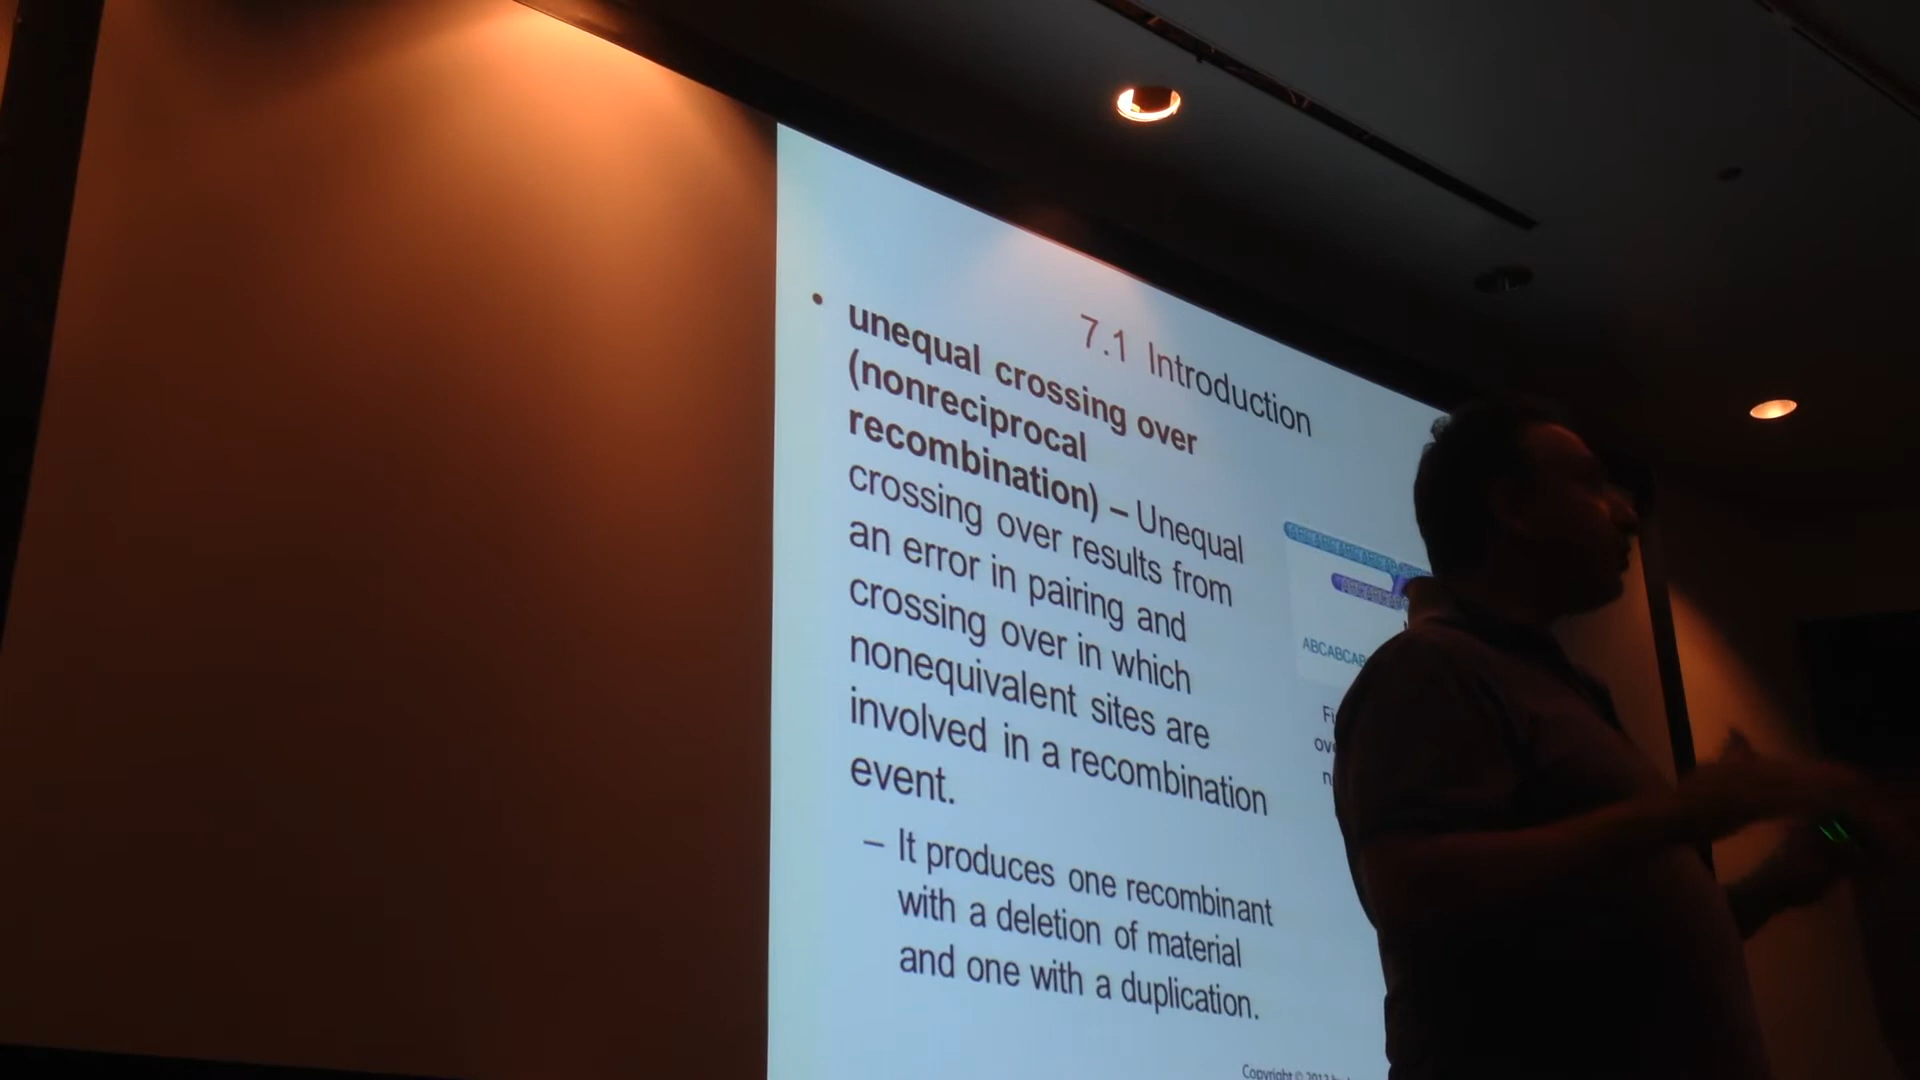 7.1 Introduction
• unequal crossing over
(nonreciprocal
recombination) – Unequal
crossing over results from
an error in pairing and
crossing over in which
nonequivalent sites are
involved in a recombination
event.
– It produces one recombinant
with a deletion of material
and one with a duplication.
ABCABCAB
Copyright ©